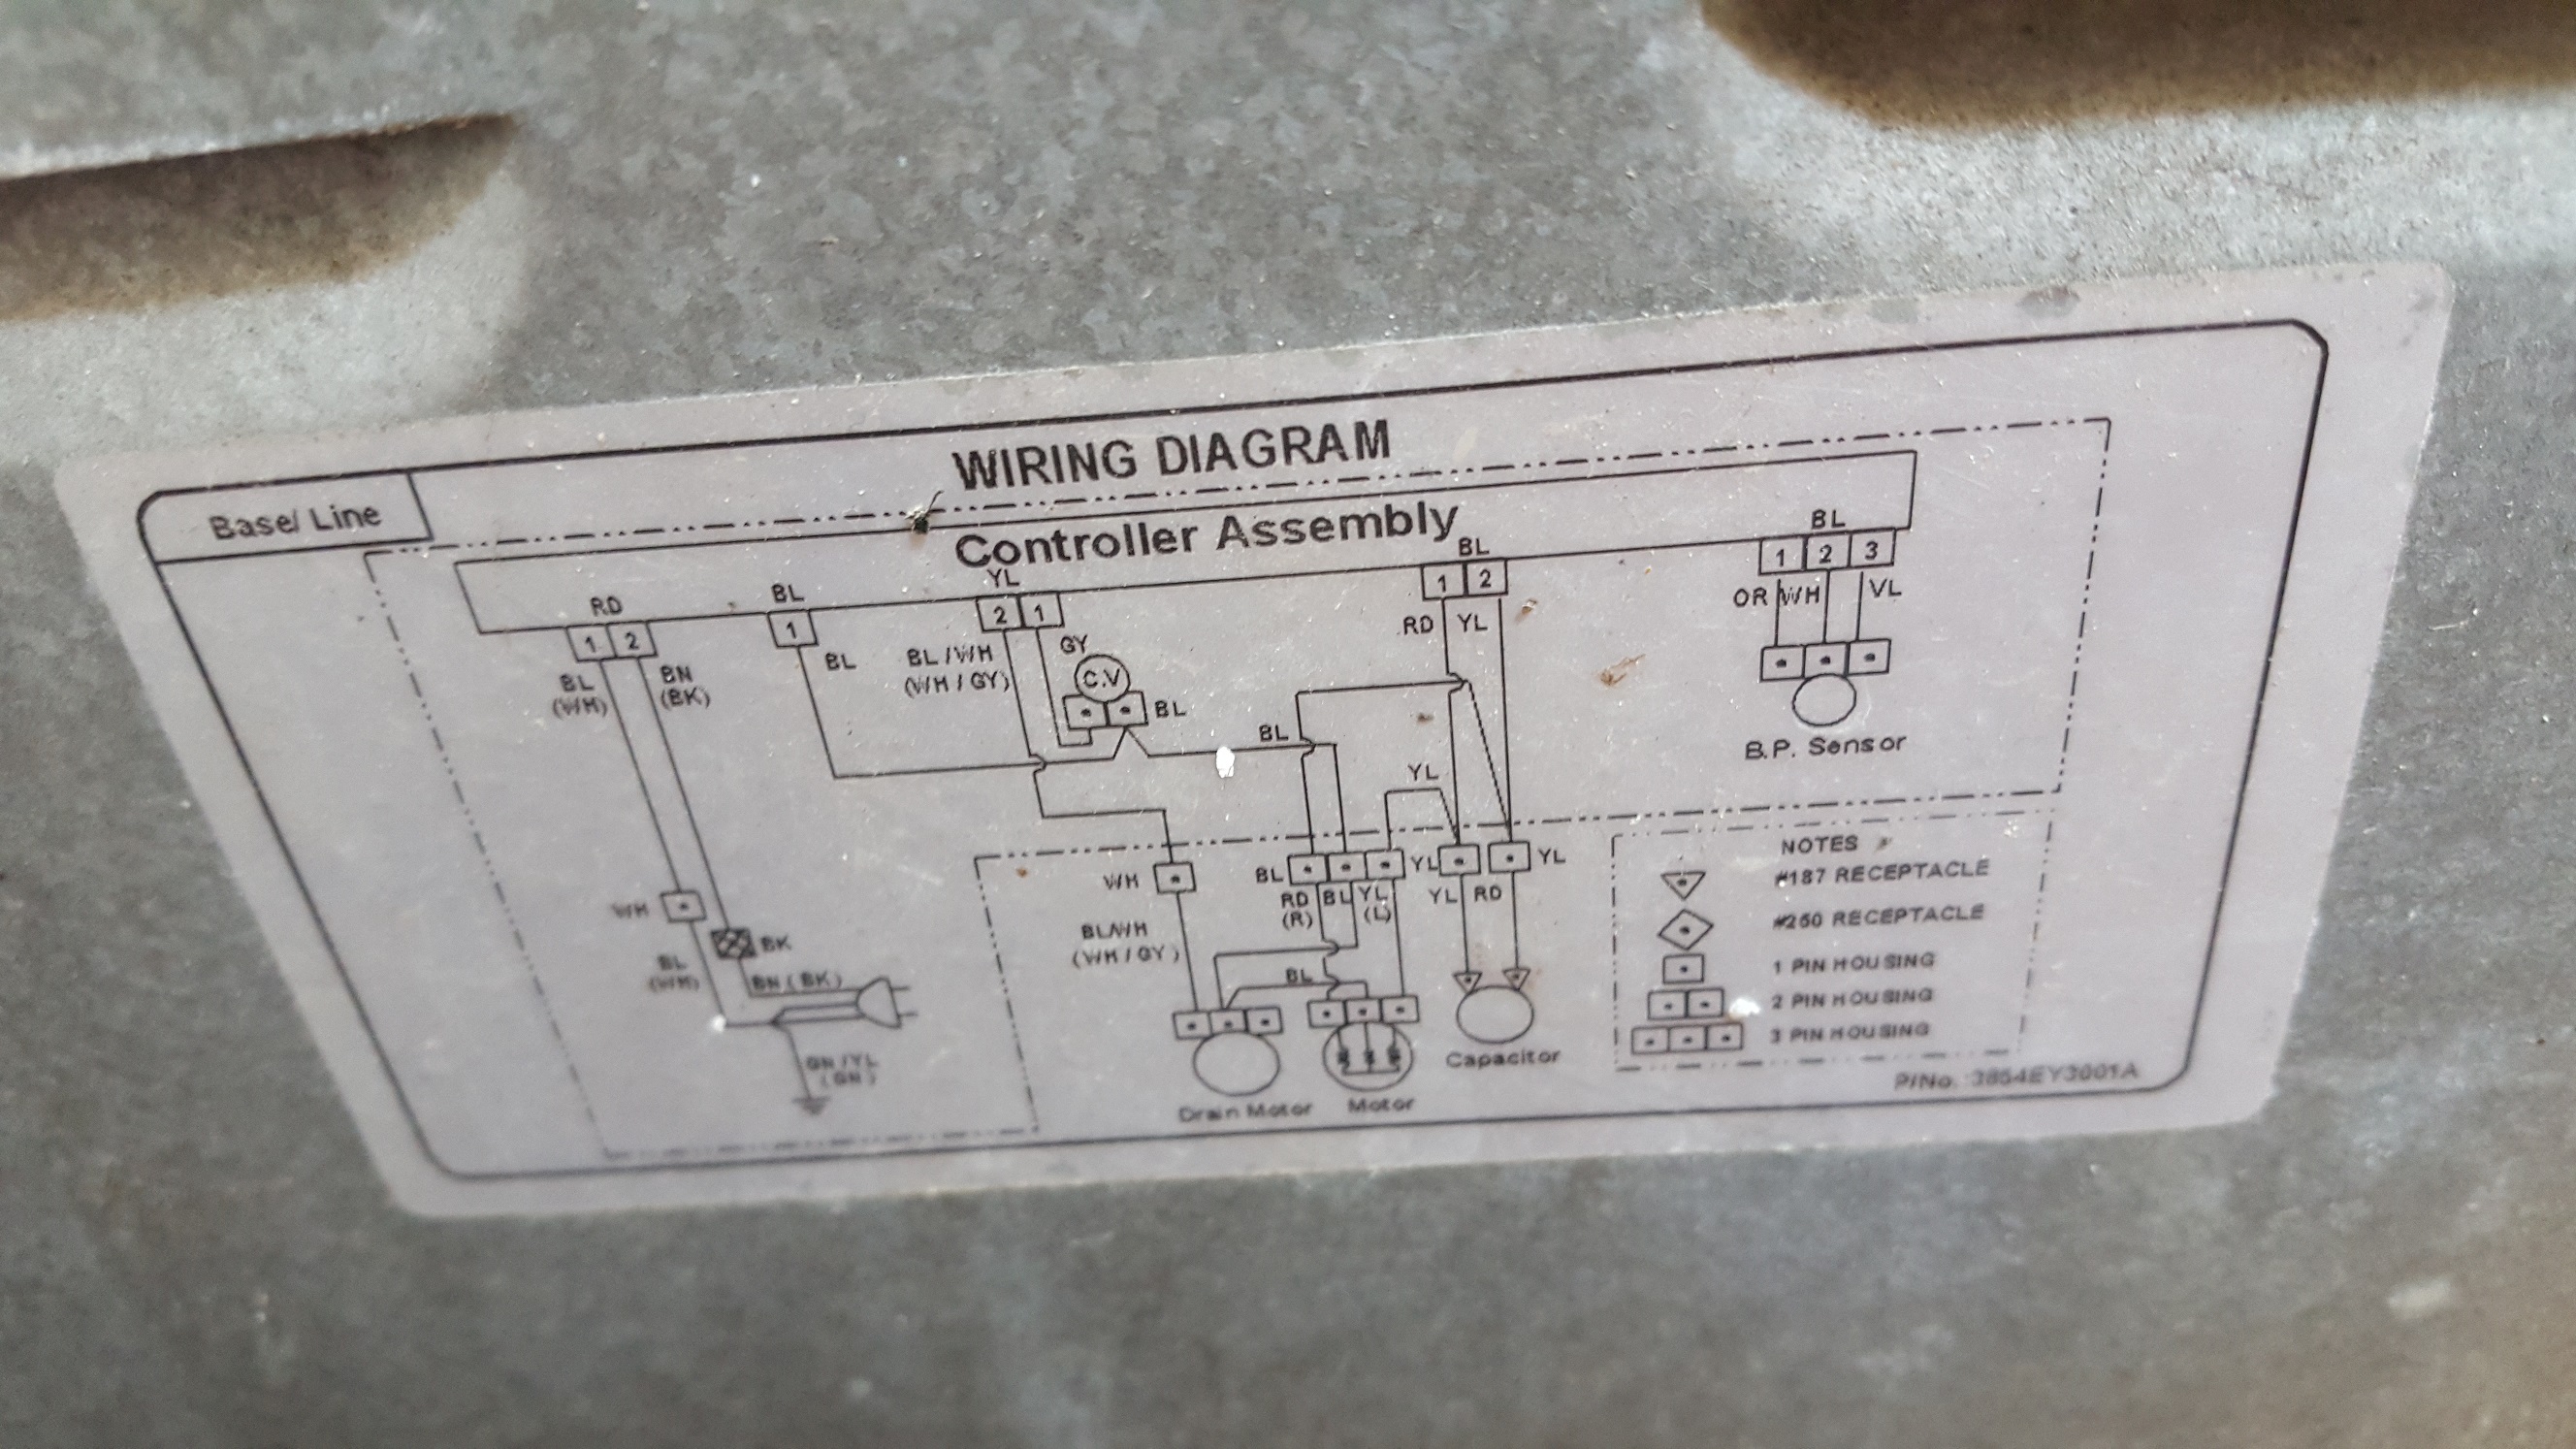 WIRING DIAGRAM
Base/ Line
Controller Assembly
RD
BL
YL
BL
BL
1 2
1
2 1
1 2
1 2 3
BL
(WH)
BN
(BK)
BL
BL/WH
(WH/GY)
GY
C.V
BL
BL
RD YL
OR WH VL
B.P. Sensor
YL
WH
BK
BL
(WH)
BN (BK)
GN/YL
(GN)
WH
BL
YL
YL
BL/WH
(WH/GY)
RD
(R)
BL
YL
(L)
YL RD
BL
Drain Motor
Motor
Capacitor
NOTES
#187 RECEPTACLE
#250 RECEPTACLE
1 PIN HOUSING
2 PIN HOUSING
3 PIN HOUSING
P/No. 3854EY3001A